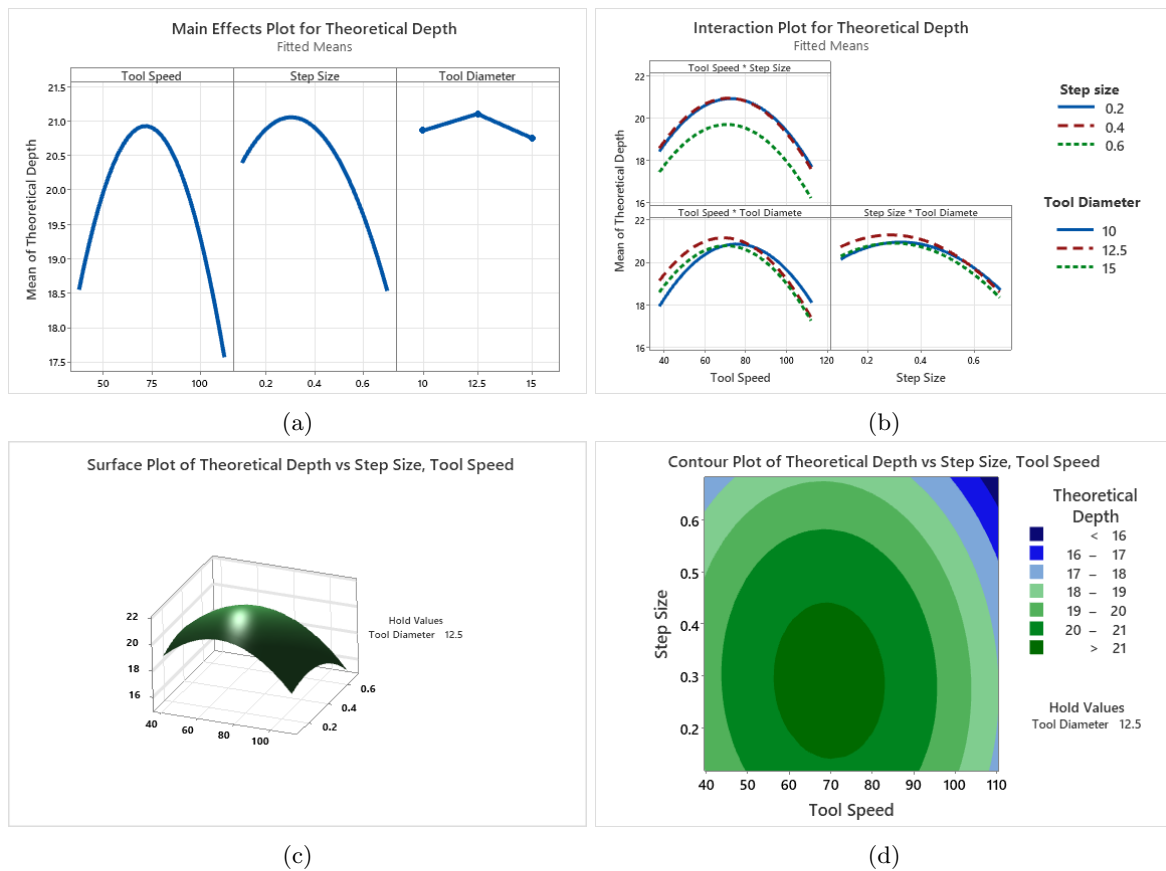 Main Effects Plot for Theoretical Depth
Fitted Means
Tool Speed Step Size Tool Diameter
Mean of Theoretical Depth
21.5
21.0
20.5
20.0
19.5
19.0
18.5
18.0
17.5
50 75 100 0.2 0.4 0.6 10 12.5 15
(a)
Interaction Plot for Theoretical Depth
Fitted Means
Tool Speed * Step Size
22
20
18
16
Mean of Theoretical Depth
Tool Speed * Tool Diamete Step Size * Tool Diamete
22
20
18
16
40 60 80 100 120 0.2 0.4 0.6
Tool Speed Step Size
Step size
0.2
0.4
0.6
Tool Diameter
10
12.5
15
(b)
Surface Plot of Theoretical Depth vs Step Size, Tool Speed
22
20
18
16
40 60 80 100
0.2 0.4 0.6
Hold Values
Tool Diameter 12.5
(c)
Contour Plot of Theoretical Depth vs Step Size, Tool Speed
Step Size
0.6
0.5
0.4
0.3
0.2
40 50 60 70 80 90 100 110
Tool Speed
Theoretical
Depth
< 16
16 – 17
17 – 18
18 – 19
19 – 20
20 – 21
> 21
Hold Values
Tool Diameter 12.5
(d)